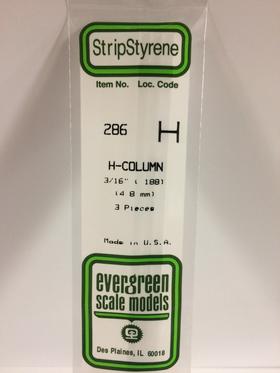 StripStyrene
Item No. Loc. Code
286 H
H-COLUMN
3/16" ( 188)
(4 8 mm)
3 Pieces
Made in U.S.A.
evergreen
scale models
Des Plaines, IL 60018